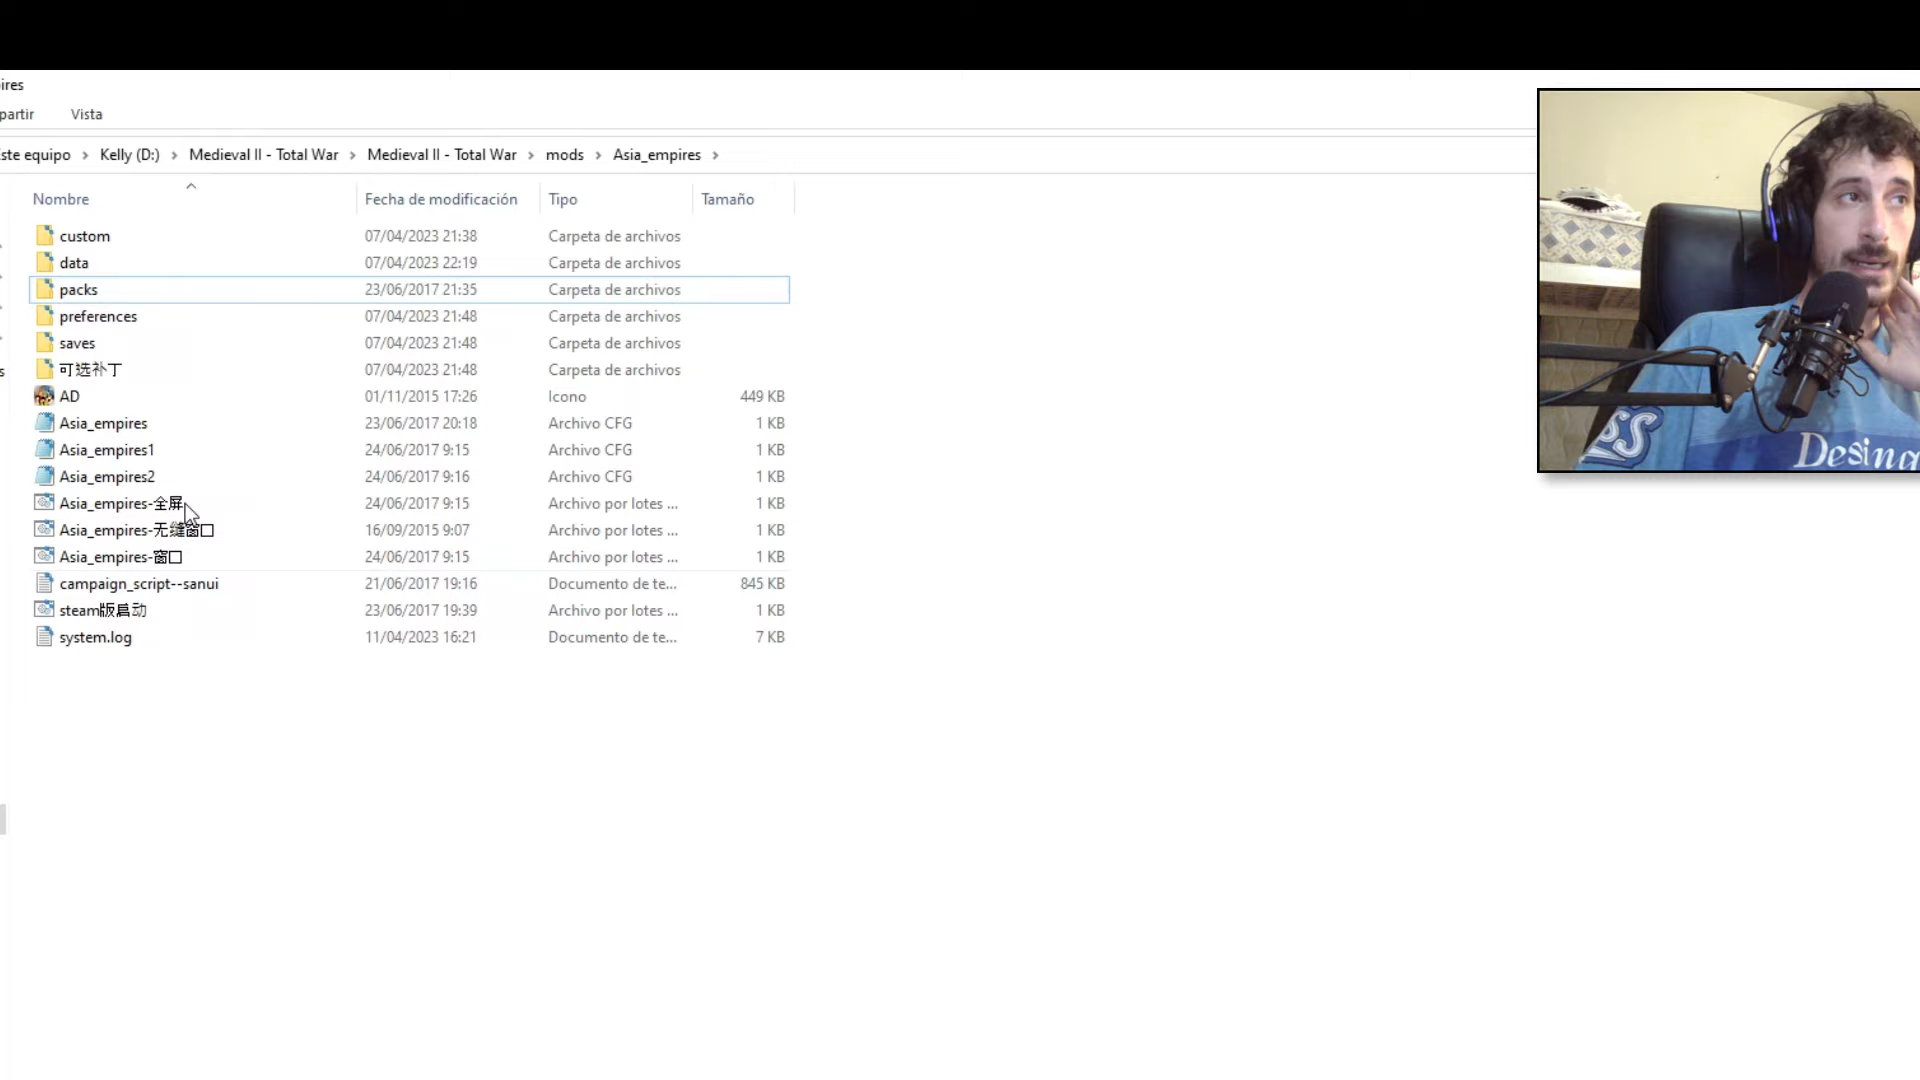 ires
partir Vista
ste equipo › Kelly (D:) › Medieval II - Total War › Medieval II - Total War › mods › Asia_empires ›
Nombre Fecha de modificación Tipo Tamaño
custom 07/04/2023 21:38 Carpeta de archivos
data 07/04/2023 22:19 Carpeta de archivos
packs 23/06/2017 21:35 Carpeta de archivos
preferences 07/04/2023 21:48 Carpeta de archivos
saves 07/04/2023 21:48 Carpeta de archivos
可选补丁 07/04/2023 21:48 Carpeta de archivos
AD 01/11/2015 17:26 Icono 449 KB
Asia_empires 23/06/2017 20:18 Archivo CFG 1 KB
Asia_empires1 24/06/2017 9:15 Archivo CFG 1 KB
Asia_empires2 24/06/2017 9:16 Archivo CFG 1 KB
Asia_empires-全屏 24/06/2017 9:15 Archivo por lotes ... 1 KB
Asia_empires-无缝窗口 16/09/2015 9:07 Archivo por lotes ... 1 KB
Asia_empires-窗口 24/06/2017 9:15 Archivo por lotes ... 1 KB
campaign_script--sanui 21/06/2017 19:16 Documento de te... 845 KB
steam版启动 23/06/2017 19:39 Archivo por lotes ... 1 KB
system.log 11/04/2023 16:21 Documento de te... 7 KB